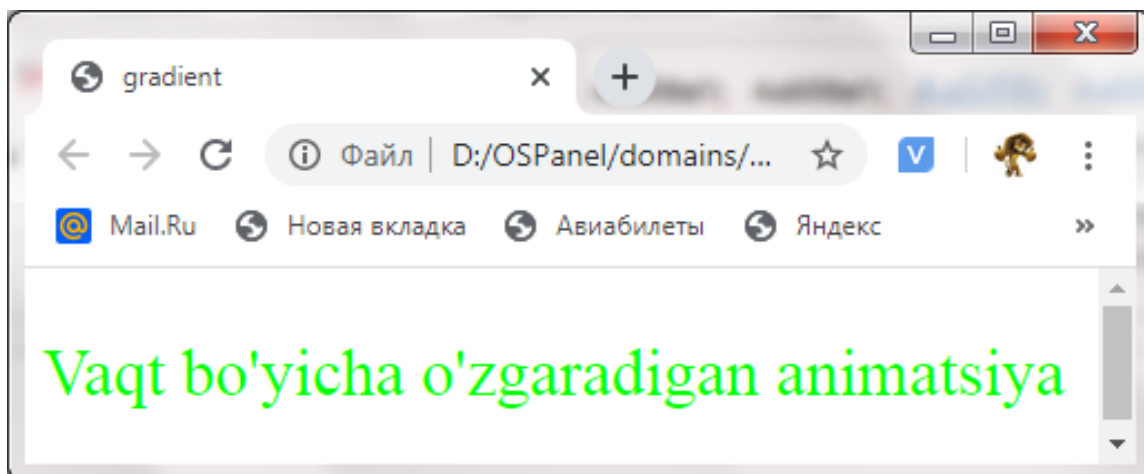 gradient
Файл | D:/OSPanel/domains/...
Mail.Ru Новая вкладка Авиабилеты Яндекс »
Vaqt bo'yicha o'zgaradigan animatsiya